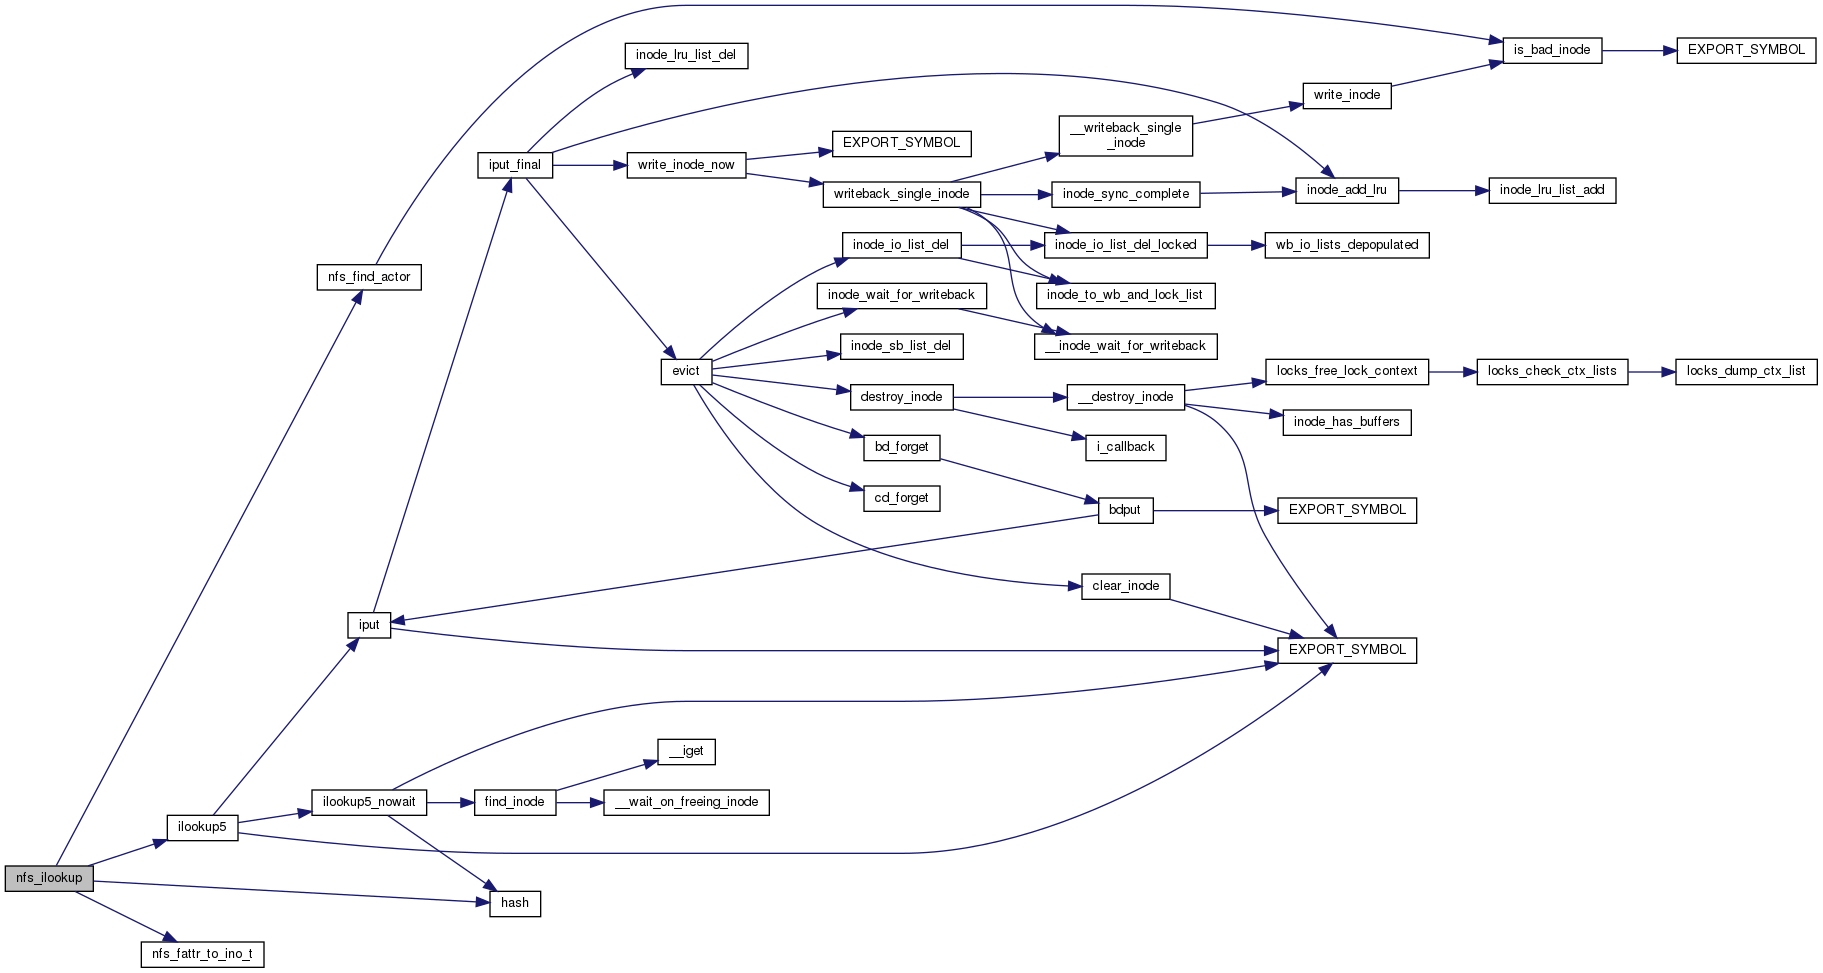 is_bad_inode
EXPORT_SYMBOL
inode_lru_list_del
write_inode
__writeback_single
_inode
EXPORT_SYMBOL
iput_final
write_inode_now
writeback_single_inode
inode_sync_complete
inode_add_lru
inode_lru_list_add
inode_io_list_del
inode_io_list_del_locked
wb_io_lists_depopulated
nfs_find_actor
inode_wait_for_writeback
inode_to_wb_and_lock_list
inode_sb_list_del
__inode_wait_for_writeback
evict
locks_free_lock_context
locks_check_ctx_lists
locks_dump_ctx_list
destroy_inode
__destroy_inode
inode_has_buffers
bd_forget
i_callback
cd_forget
bdput
EXPORT_SYMBOL
clear_inode
iput
EXPORT_SYMBOL
__iget
ilookup5_nowait
find_inode
__wait_on_freeing_inode
ilookup5
nfs_ilookup
hash
nfs_fattr_to_ino_t